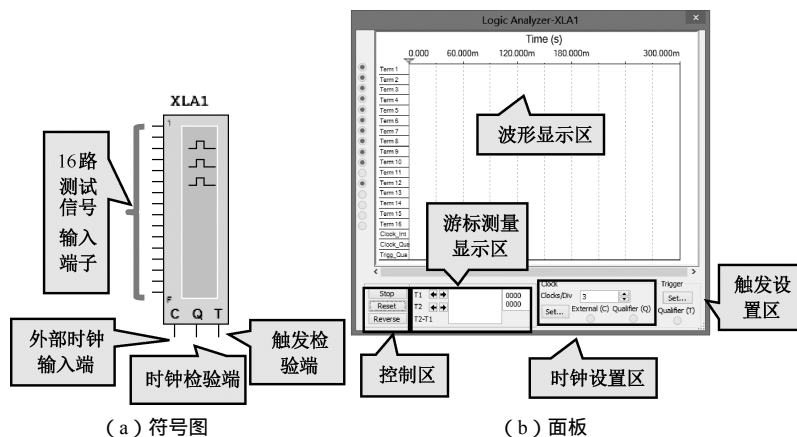 XLA1
1
16路
测试
信号
输入
端子
F
C Q T
外部时钟
输入端
时钟检验端
触发检
验端
(a)符号图
Logic Analyzer-XLA1
×
Time (s)
0.000 60.000m 120.000m 180.000m 300.000m
Term 1
Term 2
Term 3
Term 4
Term 5
Term 6
Term 7
Term 8
Term 9
Term 10
Term 11
Term 12
Term 13
Term 14
Term 15
Term 16
Clock_Int
Clock_Qua
Trigg_Qua
波形显示区
游标测量
显示区
Stop
Reset
Reverse
T1
T2
T2-T1
0000
0000
Clock
Clocks/Div 3
Set... External (C) Qualifier (Q)
Trigger
Set...
Qualifier (T)
触发设
置区
控制区
时钟设置区
(b)面板